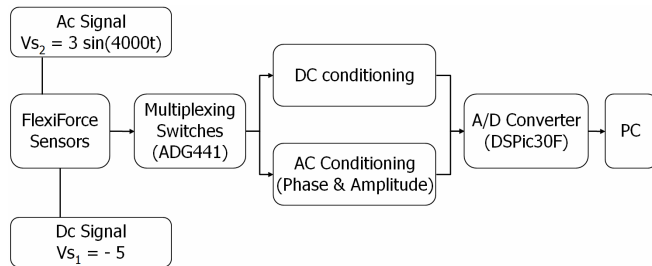 Ac Signal
Vs₂ = 3 sin(4000t)
FlexiForce
Sensors
Dc Signal
Vs₁ = - 5
Multiplexing
Switches
(ADG441)
DC conditioning
AC Conditioning
(Phase & Amplitude)
A/D Converter
(DSPic30F)
PC